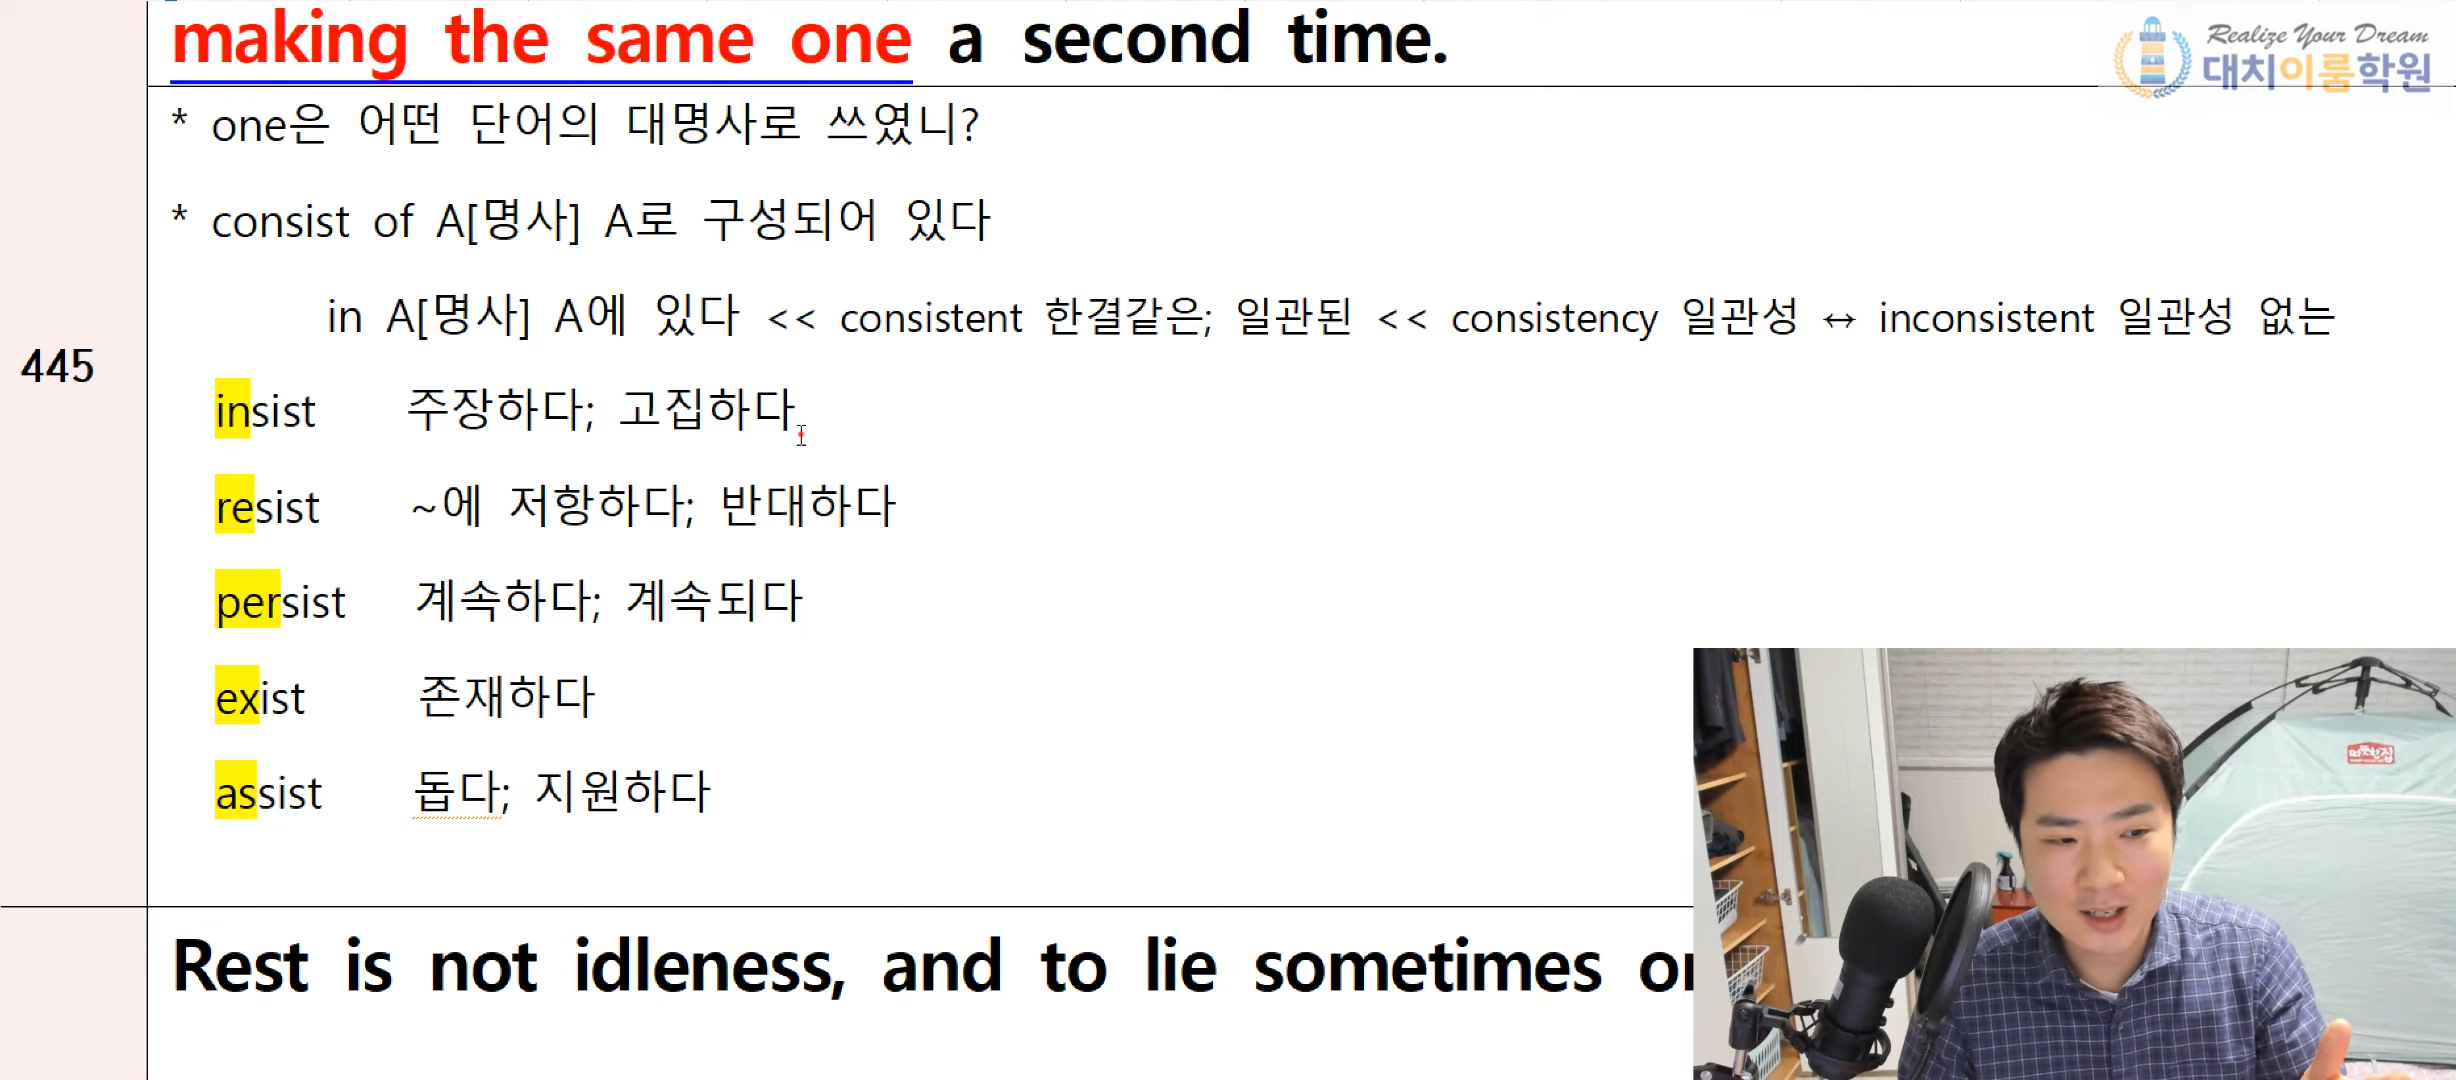 making the same one a second time.
Realize Your Dream
대치이룸학원
* one은 어떤 단어의 대명사로 쓰였니?
* consist of A[명사] A로 구성되어 있다
in A[명사] A에 있다 << consistent 한결같은; 일관된 << consistency 일관성 ↔ inconsistent 일관성 없는
445
insist 주장하다; 고집하다
resist ~에 저항하다; 반대하다
persist 계속하다; 계속되다
exist 존재하다
assist 돕다; 지원하다
Rest is not idleness, and to lie sometimes